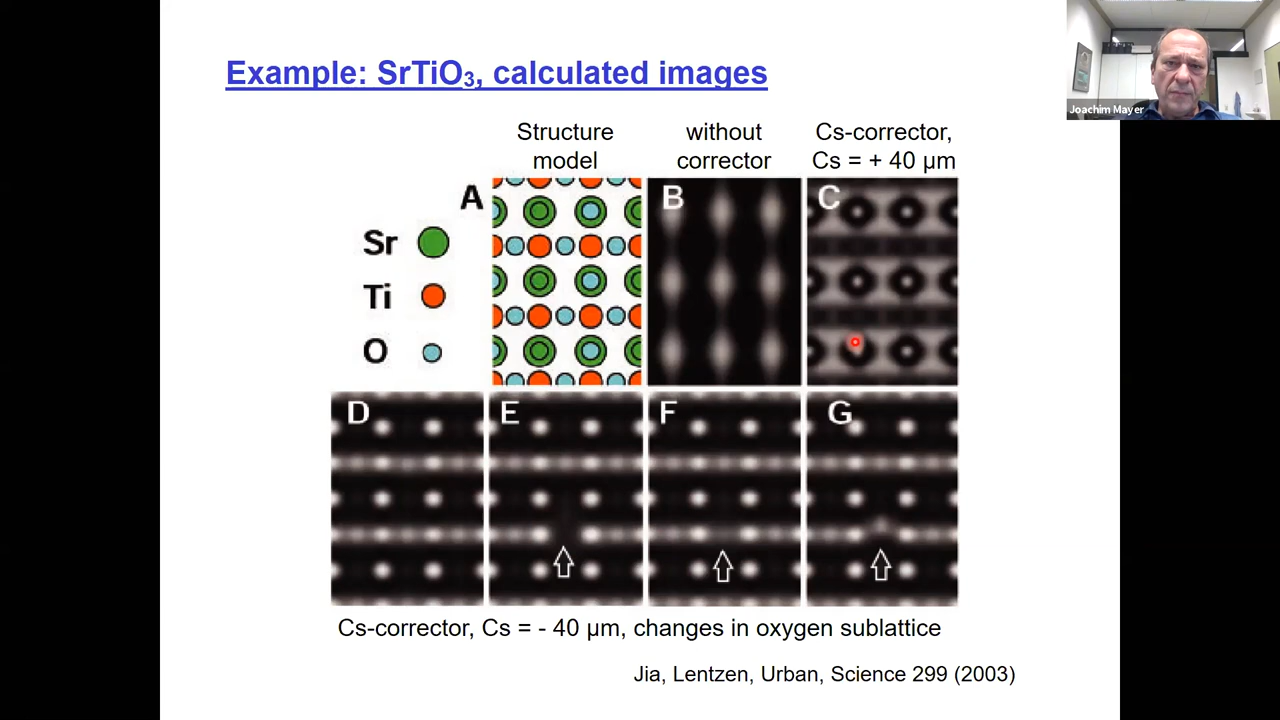 Example: SrTiO₃, calculated images
Joachim Mayer
Structure
model
without
corrector
Cs-corrector,
Cs = + 40 µm
A
B
C
Sr
Ti
O
D
E
F
G
Cs-corrector, Cs = - 40 µm, changes in oxygen sublattice
Jia, Lentzen, Urban, Science 299 (2003)